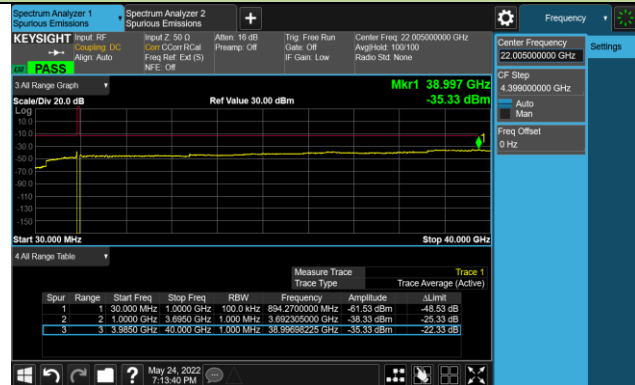 Spectrum Analyzer 1
Spurious Emissions
Spectrum Analyzer 2
Spurious Emissions
+
Frequency
KEYSIGHT
Input: RF
Coupling: DC
Align: Auto
Input Z: 50 Ω
Corr CCorr RCal
Freq Ref: Ext (S)
NFE: Off
Atten: 16 dB
Preamp: Off
Trig: Free Run
Gate: Off
IF Gain: Low
Center Freq: 22.005000000 GHz
Avg|Hold: 100/100
Radio Std: None
PASS
Center Frequency
22.005000000 GHz
Settings
CF Step
4.399000000 GHz
Auto
Man
Freq Offset
0 Hz
3 All Range Graph
Mkr1 38.997 GHz
Scale/Div 20.0 dB
Ref Value 30.00 dBm
-35.33 dBm
Log
10.0
-10.0
-30.0
-50.0
-70.0
-90.0
-110
-130
-150
1
Start 30.000 MHz
Stop 40.000 GHz
4 All Range Table
Measure Trace Trace 1
Trace Type Trace Average (Active)
Spur Range Start Freq Stop Freq RBW Frequency Amplitude ΔLimit
1 1 30.000 MHz 1.0000 GHz 100.0 kHz 894.2700000 MHz -61.53 dBm -48.53 dB
2 2 1.0000 GHz 3.6950 GHz 1.000 MHz 3.692305000 GHz -38.33 dBm -25.33 dB
3 3 3.9850 GHz 40.000 GHz 1.000 MHz 38.99698225 GHz -35.33 dBm -22.33 dB
?
May 24, 2022
7:13:40 PM